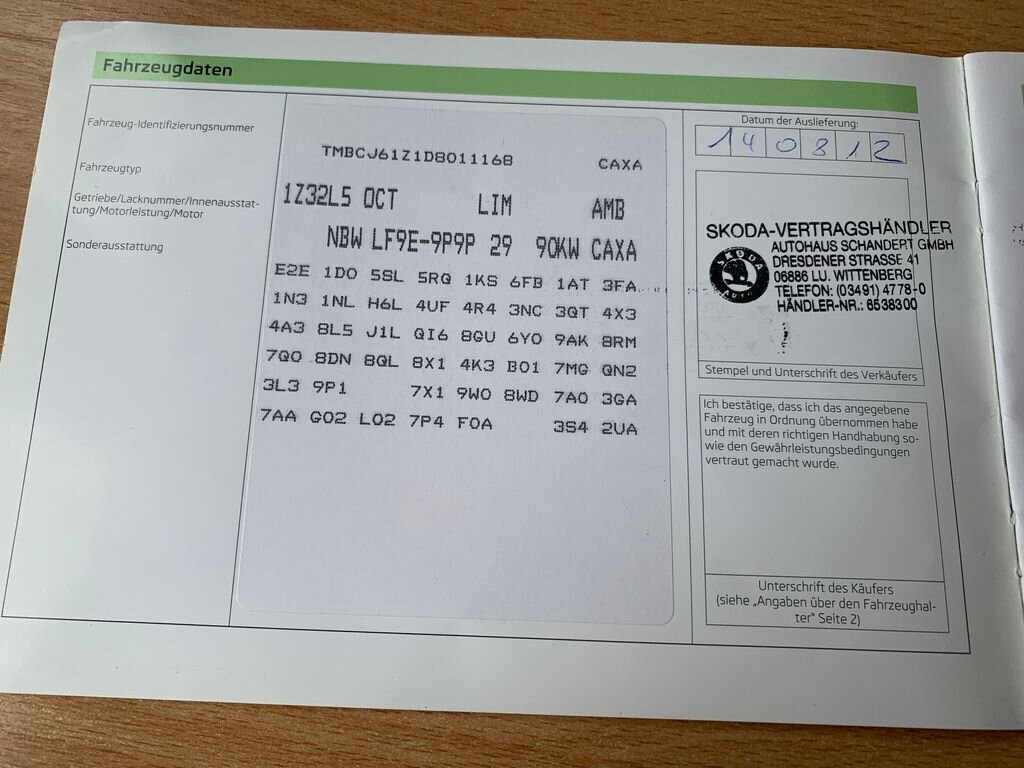 Fahrzeugdaten
Fahrzeug-Identifizierungsnummer
Fahrzeugtyp
Getriebe/Lacknummer/Innenausstat-
tung/Motorleistung/Motor
Sonderausstattung
TMBCJ61Z1D8011168 CAXA
1Z32L5 OCT LIM AMB
NBW LF9E-9P9P 29 90KW CAXA
E2E 1D0 5SL 5RQ 1KS 6FB 1AT 3FA
1N3 1NL H6L 4UF 4R4 3NC 3QT 4X3
4A3 8L5 J1L QI6 8GU 6Y0 9AK 8RM
7Q0 8DN 8QL 8X1 4K3 B01 7MG QN2
3L3 9P1 7X1 9W0 8WD 7A0 3GA
7AA G02 L02 7P4 F0A 3S4 2UA
Datum der Auslieferung:
140812
SKODA-VERTRAGSHÄNDLER
AUTOHAUS SCHANDERT GMBH
DRESDENER STRASSE 41
06886 LU. WITTENBERG
TELEFON: (03491) 4778-0
HÄNDLER-NR.: 6538300
SKODA
AUTO
Stempel und Unterschrift des Verkäufers
Ich bestätige, dass ich das angegebene
Fahrzeug in Ordnung übernommen habe
und mit deren richtigen Handhabung so-
wie den Gewährleistungsbedingungen
vertraut gemacht wurde.
Unterschrift des Käufers
(siehe „Angaben über den Fahrzeughal-
ter" Seite 2)